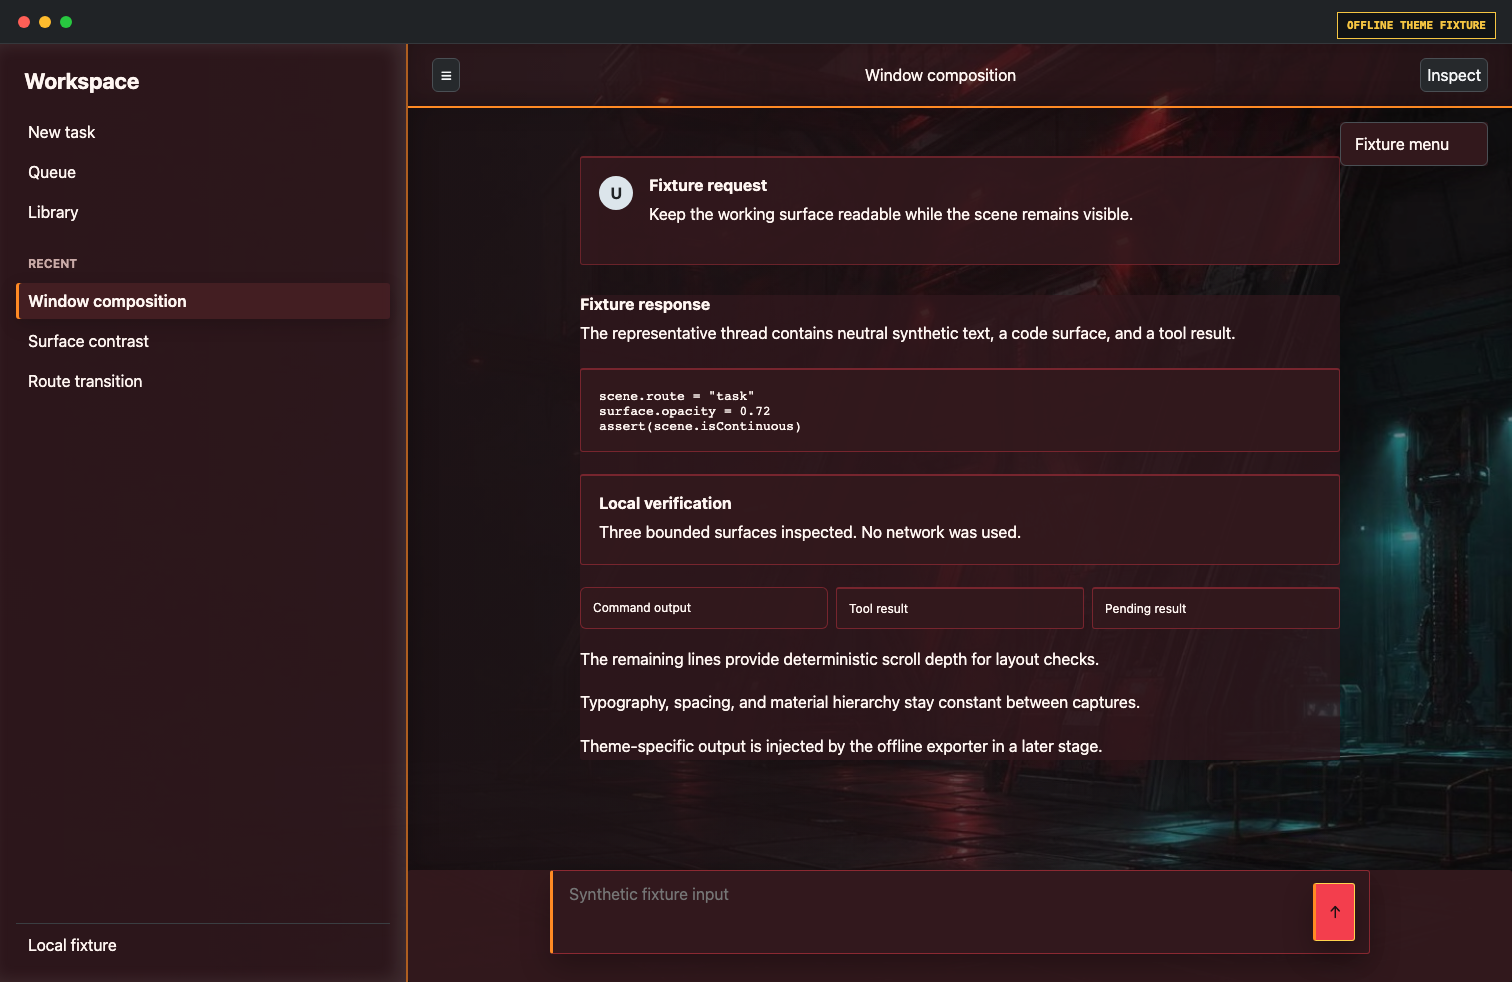 OFFLINE THEME FIXTURE
Workspace
New task
Queue
Library
RECENT
Window composition
Surface contrast
Route transition
Local fixture
Window composition
Inspect
Fixture menu
U
Fixture request
Keep the working surface readable while the scene remains visible.
Fixture response
The representative thread contains neutral synthetic text, a code surface, and a tool result.
scene.route = "task"
surface.opacity = 0.72
assert(scene.isContinuous)
Local verification
Three bounded surfaces inspected. No network was used.
Command output
Tool result
Pending result
The remaining lines provide deterministic scroll depth for layout checks.
Typography, spacing, and material hierarchy stay constant between captures.
Theme-specific output is injected by the offline exporter in a later stage.
Synthetic fixture input